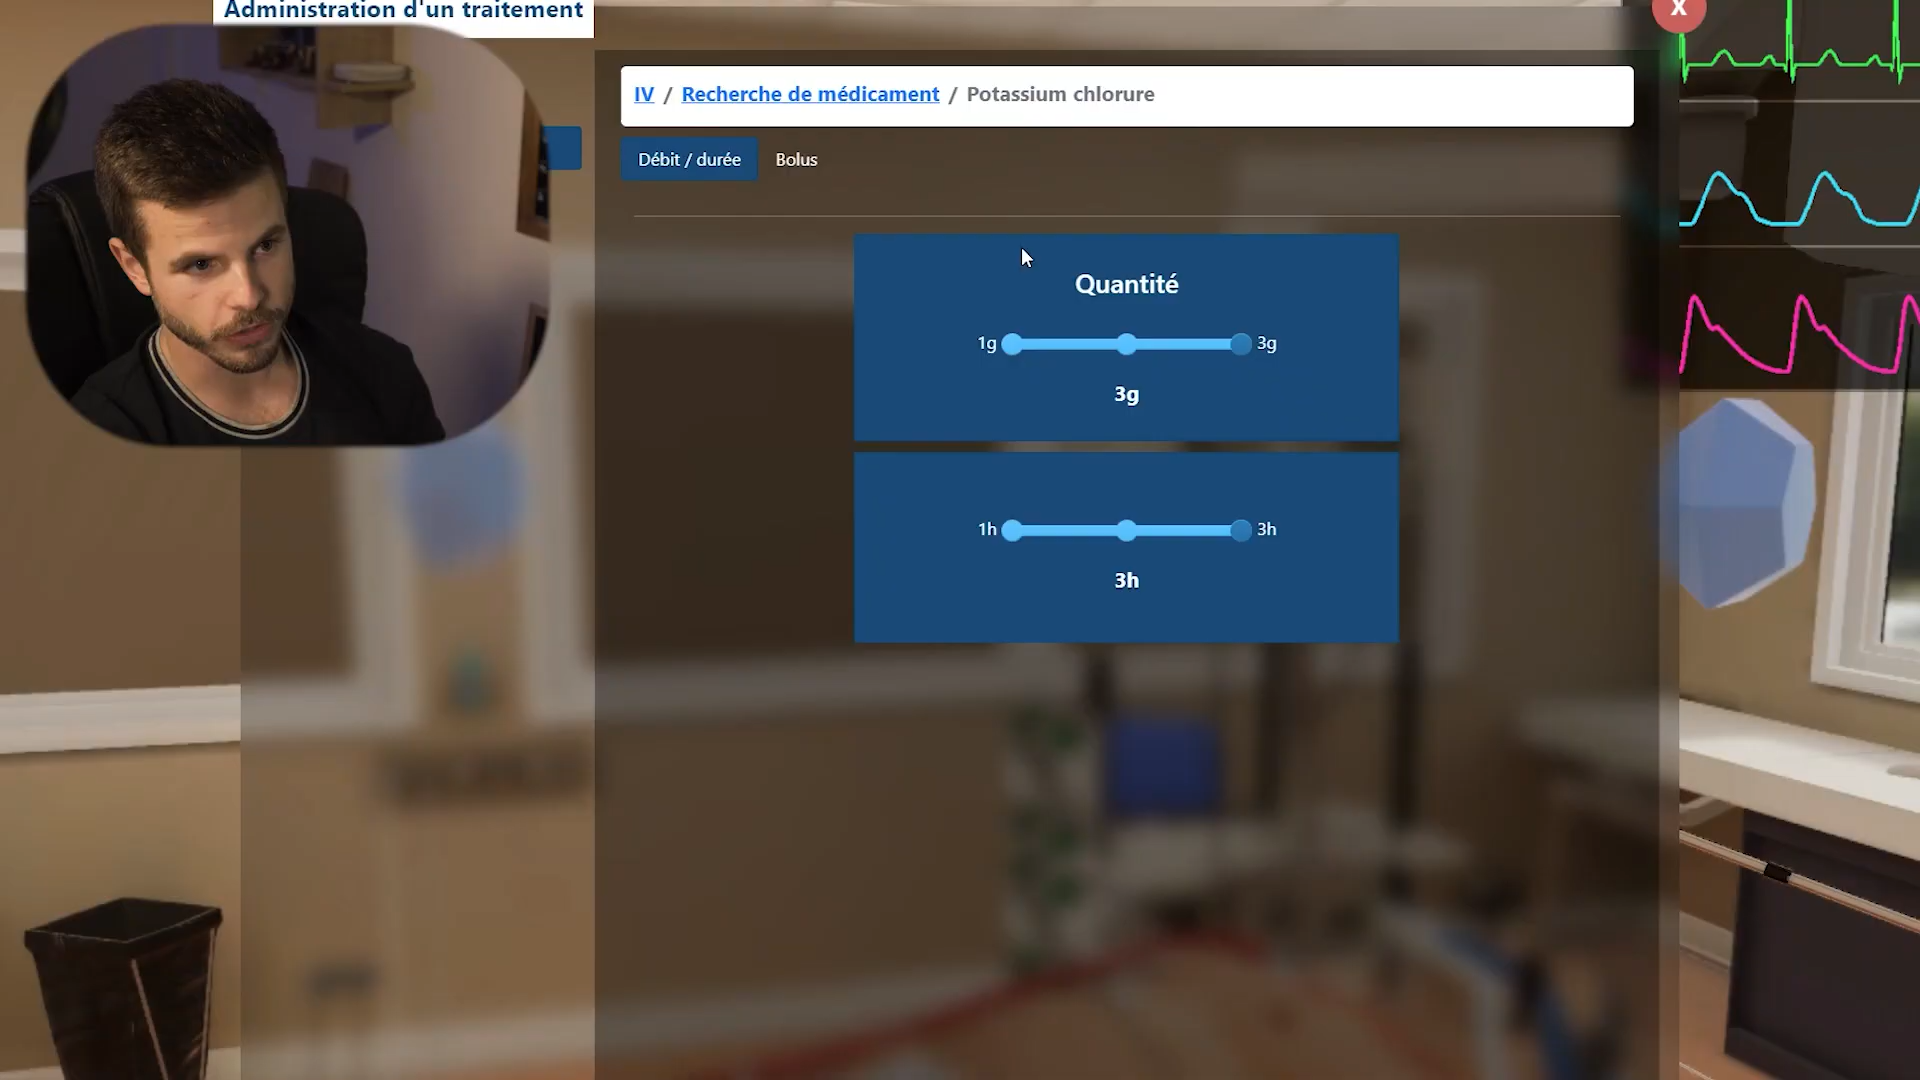 Administration d'un traitement
X
IV / Recherche de médicament / Potassium chlorure
Débit / durée Bolus
Quantité
1g 3g
3g
1h 3h
3h